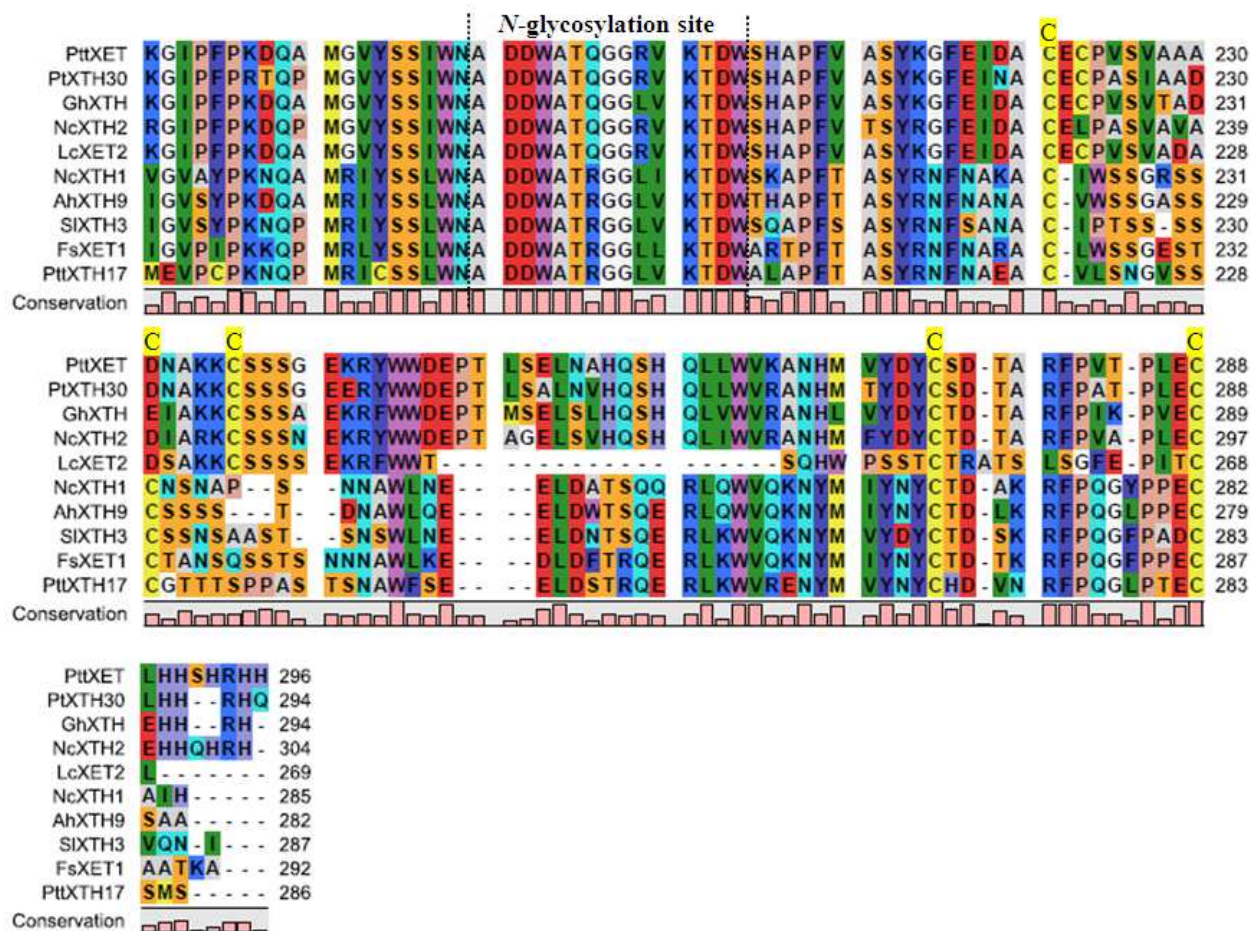 N-glycosylation site
C
PttXET KGIPFPKDQA MGVYSSIWNA DDWATQGGRV KTDWSHAPFV ASYKGFEIDA CECPVSVAAA 230
PtXTH30 KGIPFPRTQP MGVYSSIWNA DDWATQGGRV KTDWSHAPFV ASYKGFEINA CECPASIAAD 230
GhXTH KGIPFPKDQA MGVYSSIWNA DDWATQGGLV KTDWSHAPFV ASYKGFEIDA CECPVSVTAD 231
NcXTH2 RGIPFPKDQP MGVYSSIWNA DDWATQGGRV KTDWSHAPFV TSYRGFEIDA CELPASVAVA 239
LcXET2 KGIPFPKDQA MGVYSSIWNA DDWATQGGRV KTDWSHAPFV ASYKGFEIDA CECPVSVADA 228
NcXTH1 VGVAYPKNQA MRIYSSLWNA DDWATRGGLI KTDWSKAPFT ASYRNFNAKA C-IWSSGRSS 231
AhXTH9 IGVSYPKDQA MRIYSSLWNA DDWATRGGLV KTDWTHAPFT ASYRNFNANA C-VWSSGASS 229
SlXTH3 IGVSYPKDQA MRIYSSLWNA DDWATRGGLV KTDWSQAPFT ASYRNFSANA C-IPTSS-SS 230
FsXET1 IGVPIPKKQP MRLYSSLWNA DDWATRGGLV KTDWARTPFT ASYRNFNARA C-LWSSGEST 232
PttXTH17 MEVPCPKNQP MRICSSLWNA DDWATRGGLV KTDWALAPFT ASYRNFNAEA C-VLSNGVSS 228
Conservation
C C C C
PttXET DNAKKCSSSG EKRYWWDEPT LSELNAHQSH QLLWVKANHM VYDYCSD-TA RFPVT-PLEC 288
PtXTH30 DNAKKCSSSG EERYWWDEPT LSALNVHQSH QLLWVRANHM TYDYCSD-TA RFPAT-PLEC 288
GhXTH EIAKKCSSSA EKRFWWDEPT MSELSLHQSH QLVWVRANHL VYDYCTD-TA RFPIK-PVEC 289
NcXTH2 DIARKCSSSN EKRYWWDEPT AGELSVHQSH QLIWVRANHM FYDYCTD-TA RFPVA-PLEC 297
LcXET2 DSAKKCSSSS EKRFWWT--- ---------- ------SQHW PSSTCTRATS LSGFE-PITC 268
NcXTH1 CNSNAP--S- -NNAWLNE-- --ELDATSQQ RLQWVQKNYM IYNYCTD-AK RFPQGYPPEC 282
AhXTH9 CSSSS---T- -DNAWLQE-- --ELDWTSQE RLQWVQKNYM IYNYCTD-LK RFPQGLPPEC 279
SlXTH3 CSSNSAAST- -SNSWLNE-- --ELDNTSQE RLKWVQKNYM VYDYCTD-SK RFPQGFPADC 283
FsXET1 CTANSQSSTS NNNAWLKE-- --DLDFTRQE RLKWVQKNYM IYNYCTD-TK RFPQGFPPEC 287
PttXTH17 CGTTTSPPAS TSNAWFSE-- --ELDSTRQE RLKWVRENYM VYNYCHD-VN RFPQGLPTEC 283
Conservation
PttXET LHHSHRHH 296
PtXTH30 LHH--RHQ 294
GhXTH EHH--RH- 294
NcXTH2 EHHQHRH- 304
LcXET2 L------- 269
NcXTH1 AIH----- 285
AhXTH9 SAA----- 282
SlXTH3 VQN-I--- 287
FsXET1 AATKA--- 292
PttXTH17 SMS----- 286
Conservation